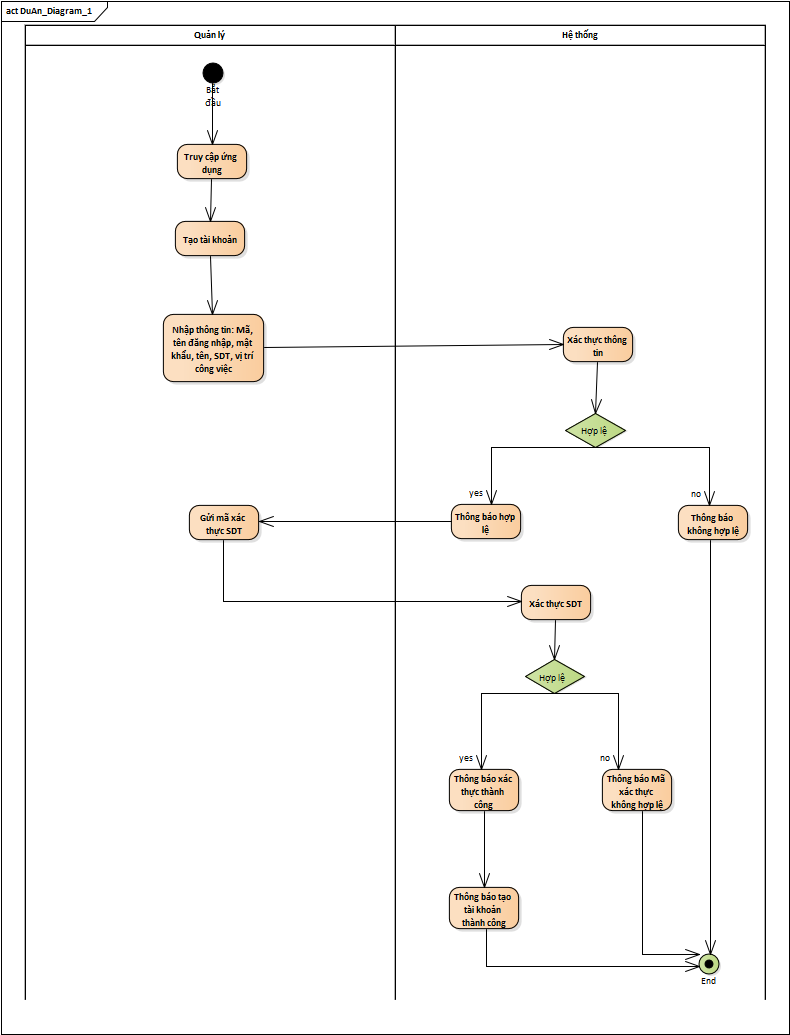 act DuAn_Diagram_1
Quản lý
Hệ thống
Bắt
đầu
Truy cập ứng
dụng
Tạo tài khoản
Nhập thông tin: Mã,
tên đăng nhập, mật
khẩu, tên, SDT, vị trí
công việc
Xác thực thông
tin
Hợp lệ
yes
no
Gửi mã xác
thực SDT
Thông báo hợp
lệ
Thông báo
không hợp lệ
Xác thực SDT
Hợp lệ
yes
no
Thông báo xác
thực thành
công
Thông báo Mã
xác thực
không hợp lệ
Thông báo tạo
tài khoản
thành công
End